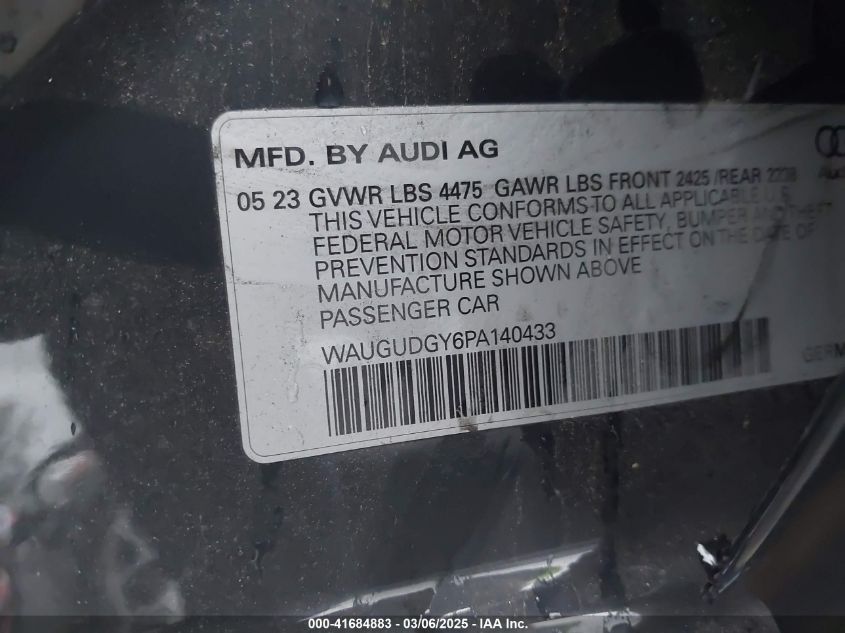 MFD. BY AUDI AG
05 23 GVWR LBS 4475 GAWR LBS FRONT 2425 /REAR
THIS VEHICLE CONFORMS TO ALL APPLICABLE U.S.
FEDERAL MOTOR VEHICLE SAFETY, BUMPER AND THEFT
PREVENTION STANDARDS IN EFFECT ON THE DATE OF
MANUFACTURE SHOWN ABOVE
PASSENGER CAR
WAUGUDGY6PA140433
000-41684883 - 03/06/2025 - IAA Inc.